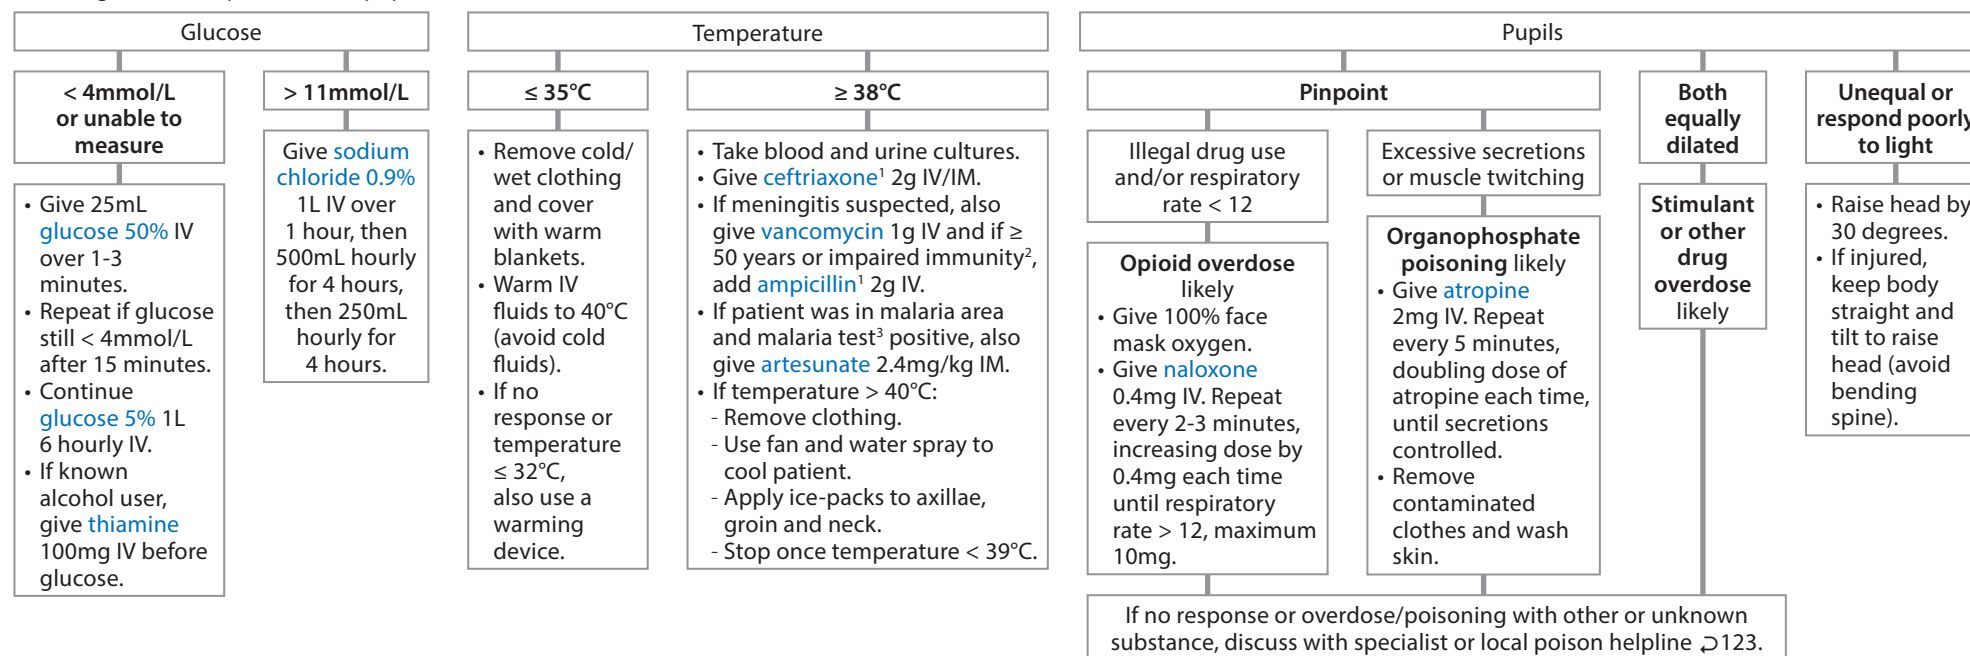 Glucose
< 4mmol/L
or unable to
measure
• Give 25mL
glucose 50% IV
over 1-3
minutes.
• Repeat if glucose
still < 4mmol/L
after 15 minutes.
• Continue
glucose 5% 1L
6 hourly IV.
• If known
alcohol user,
give thiamine
100mg IV before
glucose.
> 11mmol/L
Give sodium
chloride 0.9%
1L IV over
1 hour, then
500mL hourly
for 4 hours,
then 250mL
hourly for
4 hours.
Temperature
≤ 35°C
• Remove cold/
wet clothing
and cover
with warm
blankets.
• Warm IV
fluids to 40°C
(avoid cold
fluids).
• If no
response or
temperature
≤ 32°C,
also use a
warming
device.
≥ 38°C
• Take blood and urine cultures.
• Give ceftriaxone¹ 2g IV/IM.
• If meningitis suspected, also
give vancomycin 1g IV and if ≥
50 years or impaired immunity²,
add ampicillin¹ 2g IV.
• If patient was in malaria area
and malaria test³ positive, also
give artesunate 2.4mg/kg IM.
• If temperature > 40°C:
- Remove clothing.
- Use fan and water spray to
cool patient.
- Apply ice-packs to axillae,
groin and neck.
- Stop once temperature < 39°C.
Pupils
Pinpoint
Illegal drug use
and/or respiratory
rate < 12
Opioid overdose
likely
• Give 100% face
mask oxygen.
• Give naloxone
0.4mg IV. Repeat
every 2-3 minutes,
increasing dose by
0.4mg each time
until respiratory
rate > 12, maximum
10mg.
Excessive secretions
or muscle twitching
Organophosphate
poisoning likely
• Give atropine
2mg IV. Repeat
every 5 minutes,
doubling dose of
atropine each time,
until secretions
controlled.
• Remove
contaminated
clothes and wash
skin.
Both
equally
dilated
Stimulant
or other
drug
overdose
likely
Unequal or
respond poorly
to light
• Raise head by
30 degrees.
• If injured,
keep body
straight and
tilt to raise
head (avoid
bending
spine).
If no response or overdose/poisoning with other or unknown
substance, discuss with specialist or local poison helpline ⮌123.